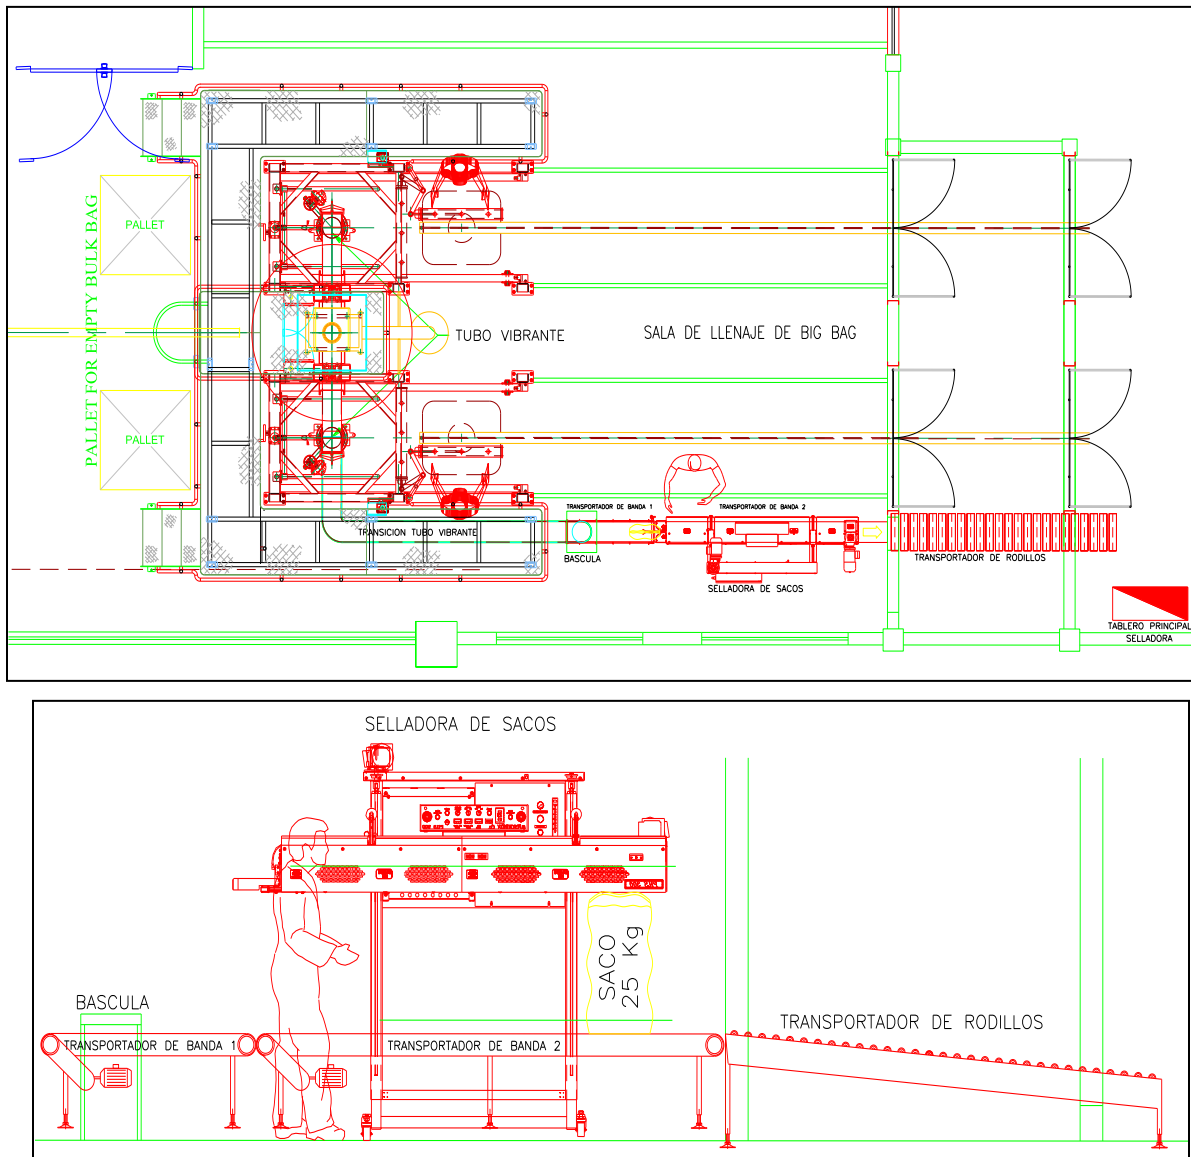 PALLET FOR EMPTY BULK BAG
PALLET
PALLET
TUBO VIBRANTE
SALA DE LLENAJE DE BIG BAG
TRANSICION TUBO VIBRANTE
TRANSPORTADOR DE BANDA 1
TRANSPORTADOR DE BANDA 2
BASCULA
SELLADORA DE SACOS
TRANSPORTADOR DE RODILLOS
TABLERO PRINCIPAL
SELLADORA
SELLADORA DE SACOS
SACO
25 Kg
BASCULA
TRANSPORTADOR DE BANDA 1
TRANSPORTADOR DE BANDA 2
TRANSPORTADOR DE RODILLOS